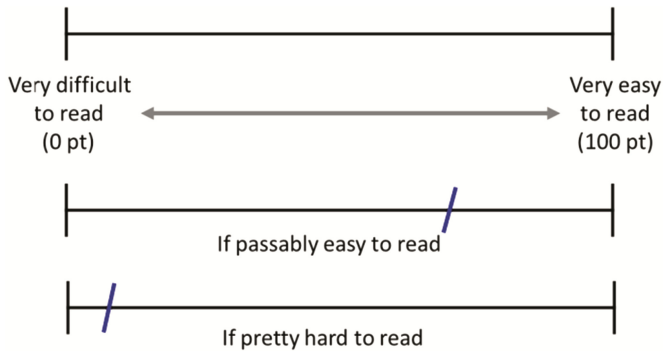 Very difficult
to read
(0 pt)
Very easy
to read
(100 pt)
If passably easy to read
If pretty hard to read